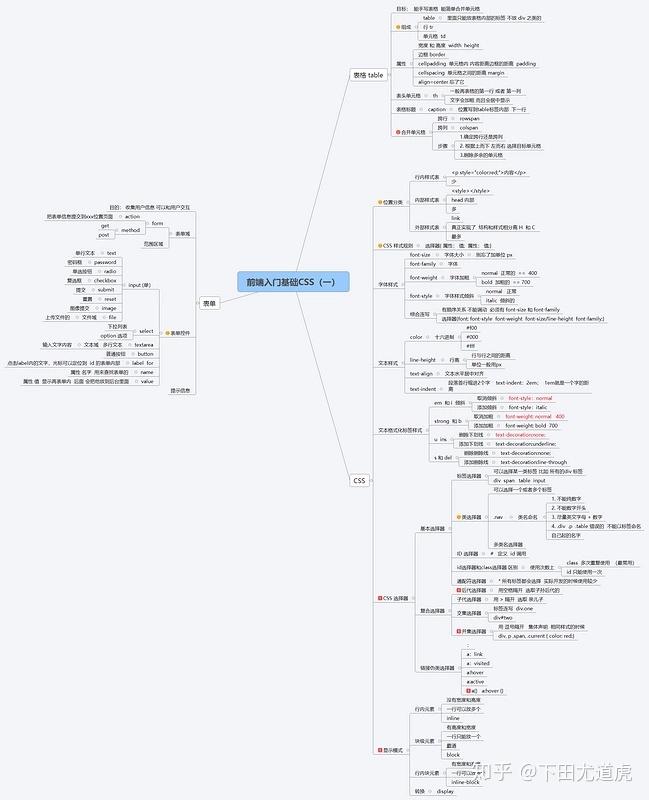 前端入门基础CSS（一）
表格 table
目标： 能手写表格 能简单合并单元格
组成
table 里面只能放表格内部的标签 不放 div 之类的
行 tr
单元格 td
属性
宽度 和 高度 width height
边框 border
cellpadding 单元格内 内容距离边框的距离 padding
cellspacing 单元格之间的距离 margin
align=center 忘了它
表头单元格 th
一般再表格的第一行 或者 第一列
文字会加粗 而且会居中显示
表格标题 caption 位置写到table标签内部 下一行
合并单元格
跨行 rowspan
跨列 colspan
步骤
1.确定跨行还是跨列
2. 根据上而下 左而右 选择目标单元格
3.删除多余的单元格
表单
目的： 收集用户信息 可以和用户交互
表单域
form
把表单信息提交到xxx位置页面 action
method
get
post
范围区域
表单控件
input (单)
单行文本 text
密码框 password
单选按钮 radio
复选框 checkbox
提交 submit
重置 reset
图像提交 image
上传文件的 文件域 file
select
下拉列表
option 选项
输入文字内容 文本域 多行文本 textarea
普通按钮 button
点击label内的文字，光标可以定位到 id 的表单内部 label for
属性 名字 用来查找表单的 name
属性 值 显示再表单内 后面 会把他放到后台里面 value
提示信息
CSS
位置分类
行内样式表
<p style="color:red;">内容</p>
少
内部样式表
<style></style>
head 内部
多
外部样式表
link
真正实现了 结构和样式相分离 H 和 C
最多
CSS 样式规则 选择器{ 属性： 值; 属性： 值;}
字体样式
font-size 字体大小 别忘了加单位 px
font-family 字体
font-weight 字体加粗
normal 正常的 == 400
bold 加粗的 == 700
font-style 字体样式倾斜
normal 正常
italic 倾斜的
综合连写
有顺序关系 不能调动 必须有 font-size 和 font-family
选择器{font: font-style font-weight font-size/line-height font-family;}
文本样式
color 十六进制
#f00
#000
#fff
line-height 行高
行与行之间的距离
单位一般用px
text-align 文本水平居中对齐
text-indent 段落首行缩进2个字 text-indent：2em； 1em就是一个字的距离
文本格式化标签样式
em 和 i 倾斜
取消倾斜 font-style：normal
添加倾斜 font-style：italic
strong 和 b
取消加粗 font-weight: normal 400
添加加粗 font-weight: bold 700
u ins
删除下划线 text-decoration:none;
添加下划线 text-decoration:underline;
s 和 del
删除删除线 text-decoration:none;
添加删除线 text-decoration:line-through
CSS 选择器
基本选择器
标签选择器
可以选择某一类标签 比如 所有的div 标签
div span table input
类选择器
可以选择一个或者多个标签
.nav 类名命名
1. 不能纯数字
2. 不能数字开头
3. 尽量英文字母 + 数字
4. .div .p .table 错误的 不能以标签命名
自己起的名字
多类名选择器
ID 选择器 # 定义 id 调用
id选择器和class选择器 区别 使用次数上
class 多次重复使用 （最常用）
id 只能使用一次
通配符选择器 * 所有标签都会选择 实际开发的时候使用较少
复合选择器
后代选择器 用空格隔开 选取子孙后代的
子代选择器 用 > 隔开 选取 亲儿子
交集选择器
标签连写 div.one
div#two
并集选择器
用 逗号隔开 集体声明 相同样式的时候
div, p ,span, .current { color: red;}
链接伪类选择器
:
a：link
a：visited
a:hover
a:active
a{} a:hover {}
显示模式
行内元素
没有宽度和高度
一行可以放多个
inline
块级元素
有高度和宽度
一行只能放一个
霸道
block
行内块元素
有宽度和高度
一行可以放多个
inline-block
转换 display
知乎 @下田尤道虎